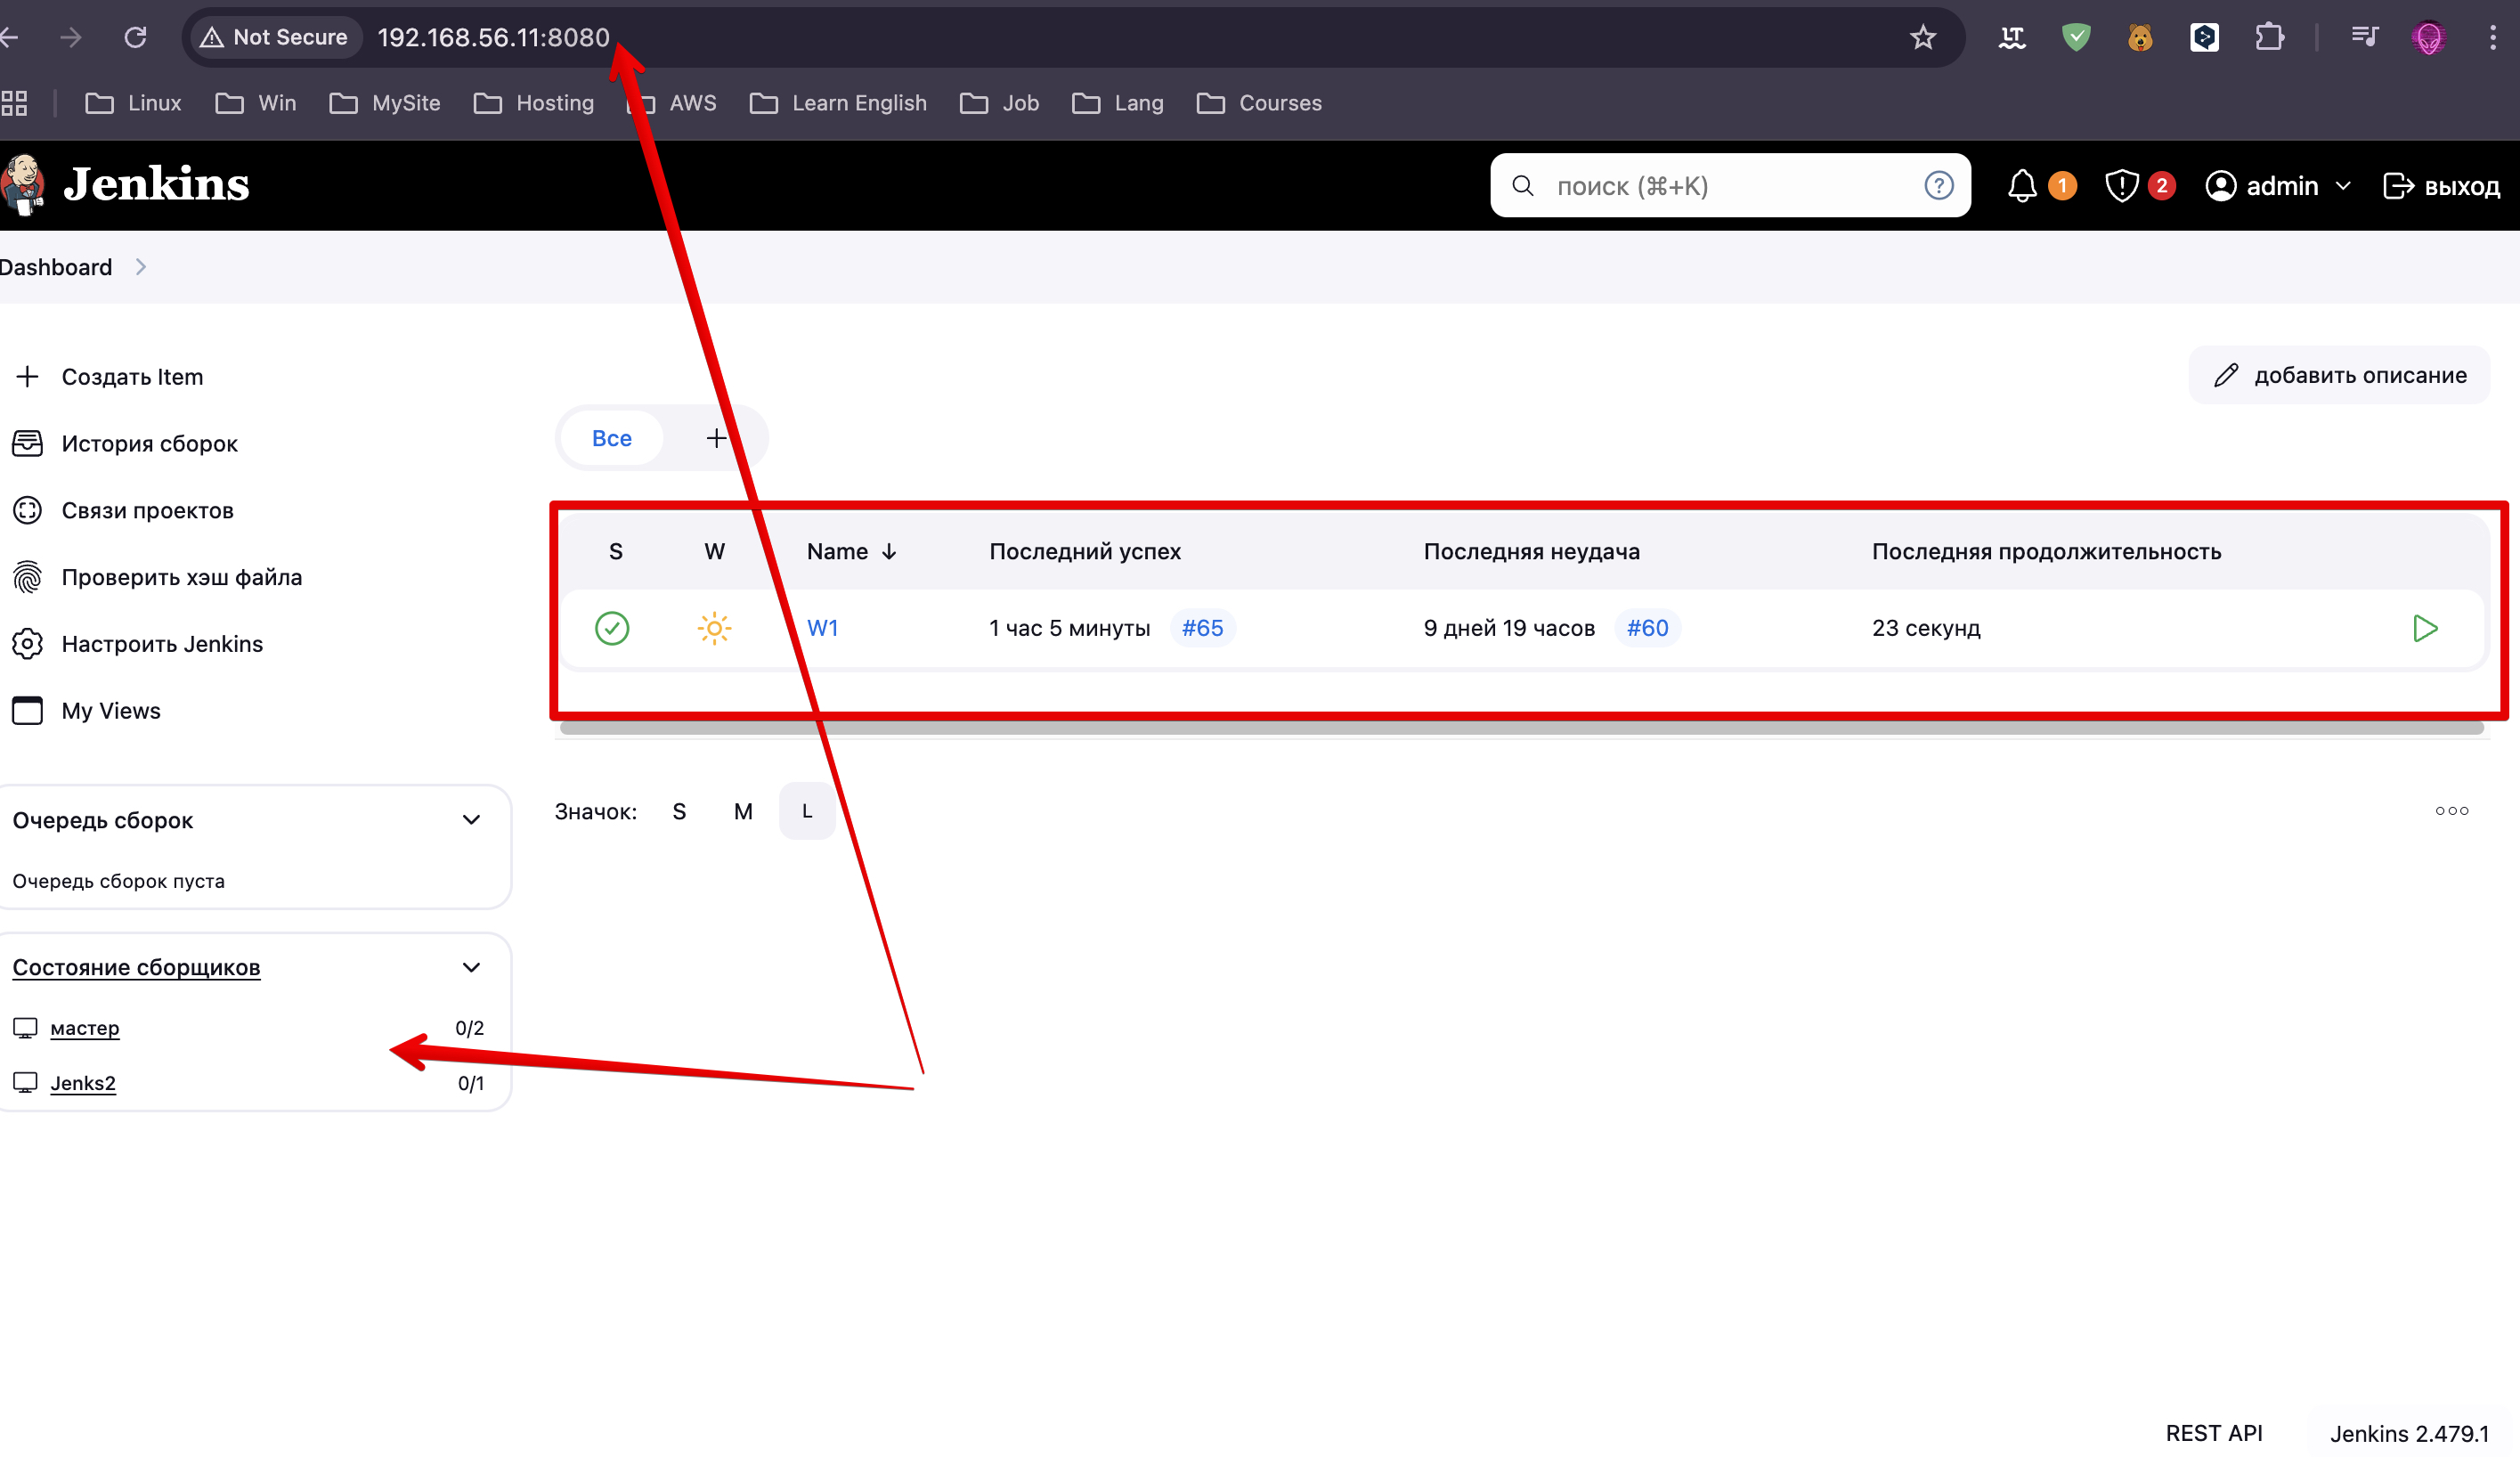 Not Secure 192.168.56.11:8080
Linux Win MySite Hosting AWS Learn English Job Lang Courses
Jenkins поиск (⌘+K) 1 2 admin выход
Dashboard
Создать Item
История сборок
Связи проектов
Проверить хэш файла
Настроить Jenkins
My Views
добавить описание
Все +
S W Name ↓ Последний успех Последняя неудача Последняя продолжительность
W1 1 час 5 минуты #65 9 дней 19 часов #60 23 секунд
Значок: S M L
Очередь сборок
Очередь сборок пуста
Состояние сборщиков
мастер 0/2
Jenks2 0/1
REST API Jenkins 2.479.1